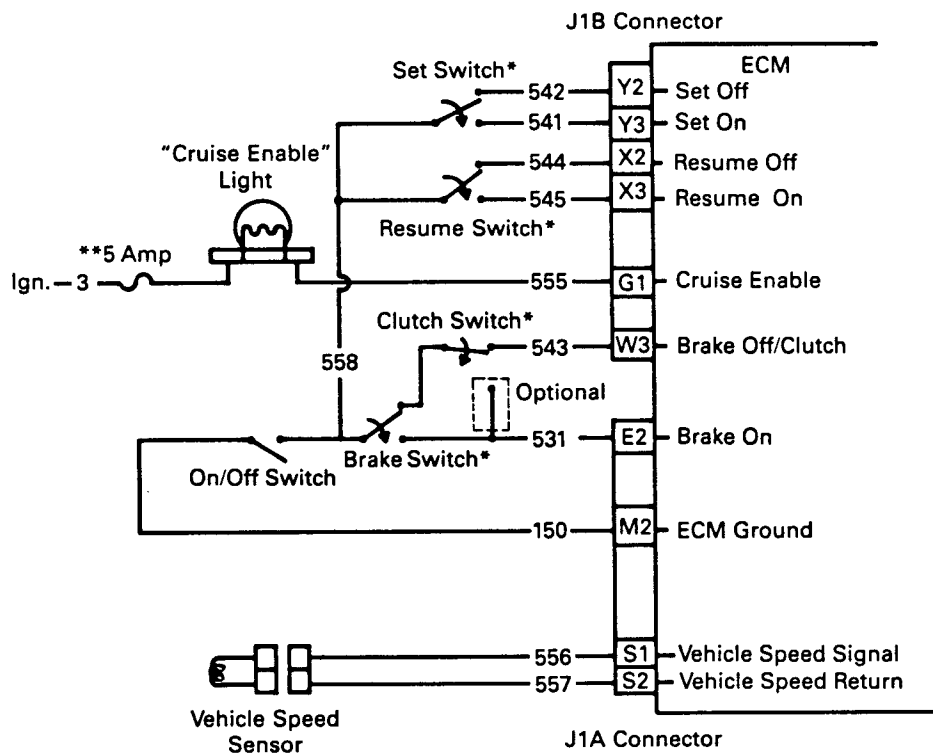 J1B Connector
ECM
Set Switch*
542 Y2 Set Off
541 Y3 Set On
"Cruise Enable"
Light
544 X2 Resume Off
545 X3 Resume On
Resume Switch*
**5 Amp
Ign. 3 555 G1 Cruise Enable
Clutch Switch*
558 543 W3 Brake Off/Clutch
Optional
531 E2 Brake On
On/Off Switch Brake Switch*
150 M2 ECM Ground
556 S1 Vehicle Speed Signal
557 S2 Vehicle Speed Return
Vehicle Speed
Sensor
J1A Connector